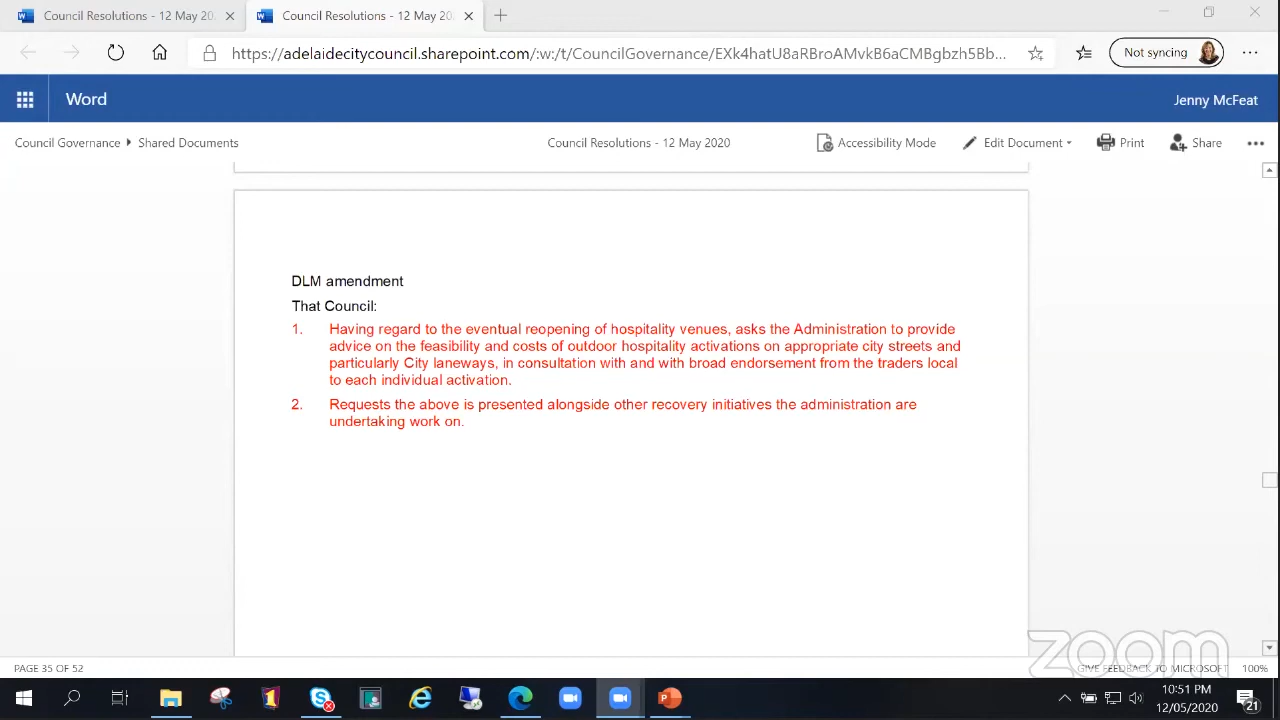 Council Resolutions - 12 May 202
Council Resolutions - 12 May 202
https://adelaidecitycouncil.sharepoint.com/:w:/t/CouncilGovernance/EXk4hatU8aRBroAMvkB6aCMBgbzh5Bb...
Not syncing
Word
Jenny McFeat
Council Governance
Shared Documents
Council Resolutions - 12 May 2020
Accessibility Mode
Edit Document
Print
Share
DLM amendment
That Council:
1. Having regard to the eventual reopening of hospitality venues, asks the Administration to provide
advice on the feasibility and costs of outdoor hospitality activations on appropriate city streets and
particularly City laneways, in consultation with and with broad endorsement from the traders local
to each individual activation.
2. Requests the above is presented alongside other recovery initiatives the administration are
undertaking work on.
zoom
PAGE 35 OF 52
GIVE FEEDBACK TO MICROSOFT
100%
10:51 PM
12/05/2020
21